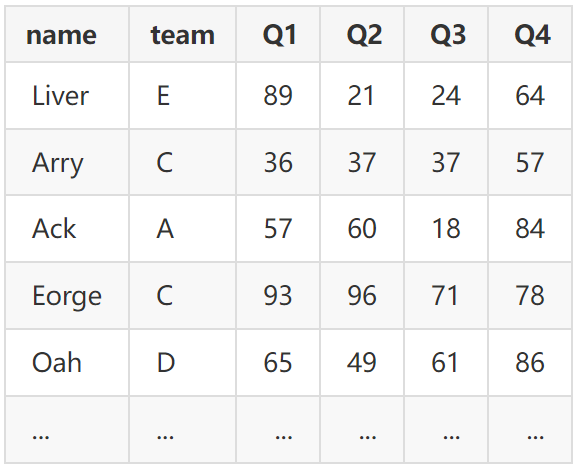 name team Q1 Q2 Q3 Q4
Liver E 89 21 24 64
Arry C 36 37 37 57
Ack A 57 60 18 84
Eorge C 93 96 71 78
Oah D 65 49 61 86
... ... ... ... ... ...